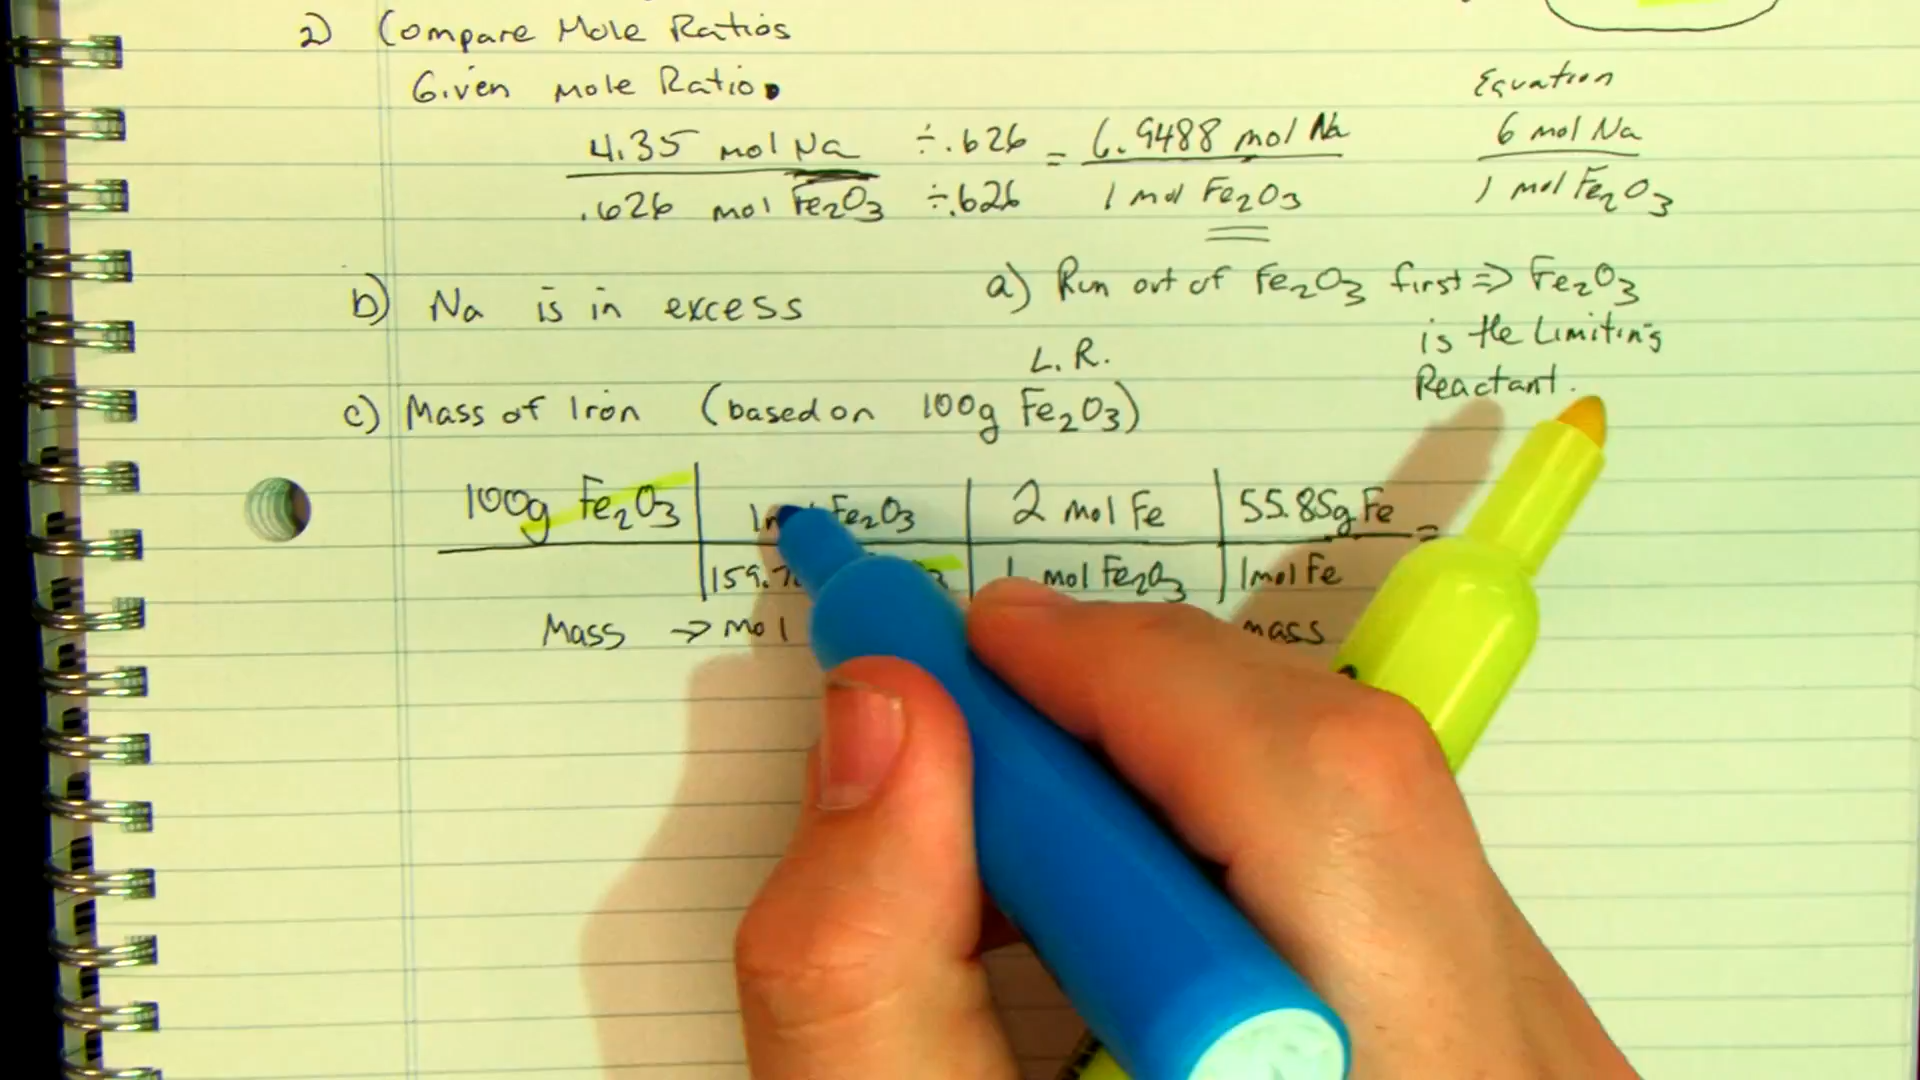 2) Compare Mole Ratios
Given Mole Ratio.
Equation
4.35 mol Na ÷.626 = 6.9488 mol Na 6 mol Na
.626 mol Fe2O3 ÷.626 1 mol Fe2O3 1 mol Fe2O3
b) Na is in excess
a) Run out of Fe2O3 first => Fe2O3
is the Limiting
Reactant.
L.R.
c) Mass of Iron (based on 100g Fe2O3)
100g Fe2O3 Fe2O3 2 mol Fe 55.85g Fe =
1 mol Fe2O3 1 mol Fe
Mass -> mol mass